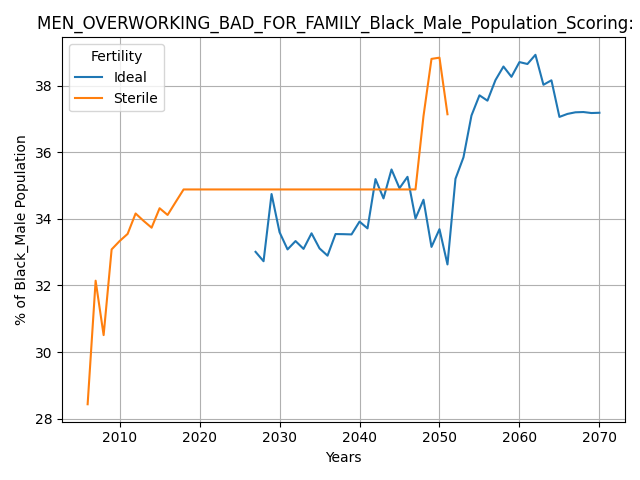 MEN_OVERWORKING_BAD_FOR_FAMILY_Black_Male_Population_Scoring:
Fertility
Ideal
Sterile
% of Black_Male Population
38
36
34
32
30
28
2010 2020 2030 2040 2050 2060 2070
Years